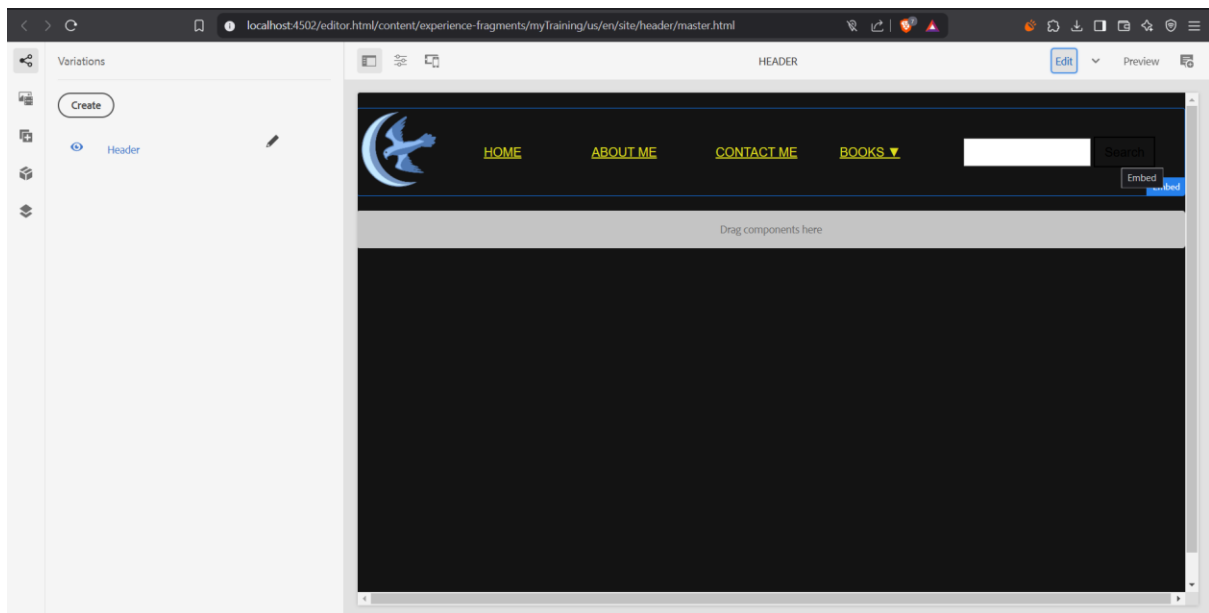 localhost:4502/editor.html/content/experience-fragments/myTraining/us/en/site/header/master.html
Variations
HEADER
Edit
Preview
Create
Header
HOME
ABOUT ME
CONTACT ME
BOOKS ▼
Search
Embed
Embed
Drag components here